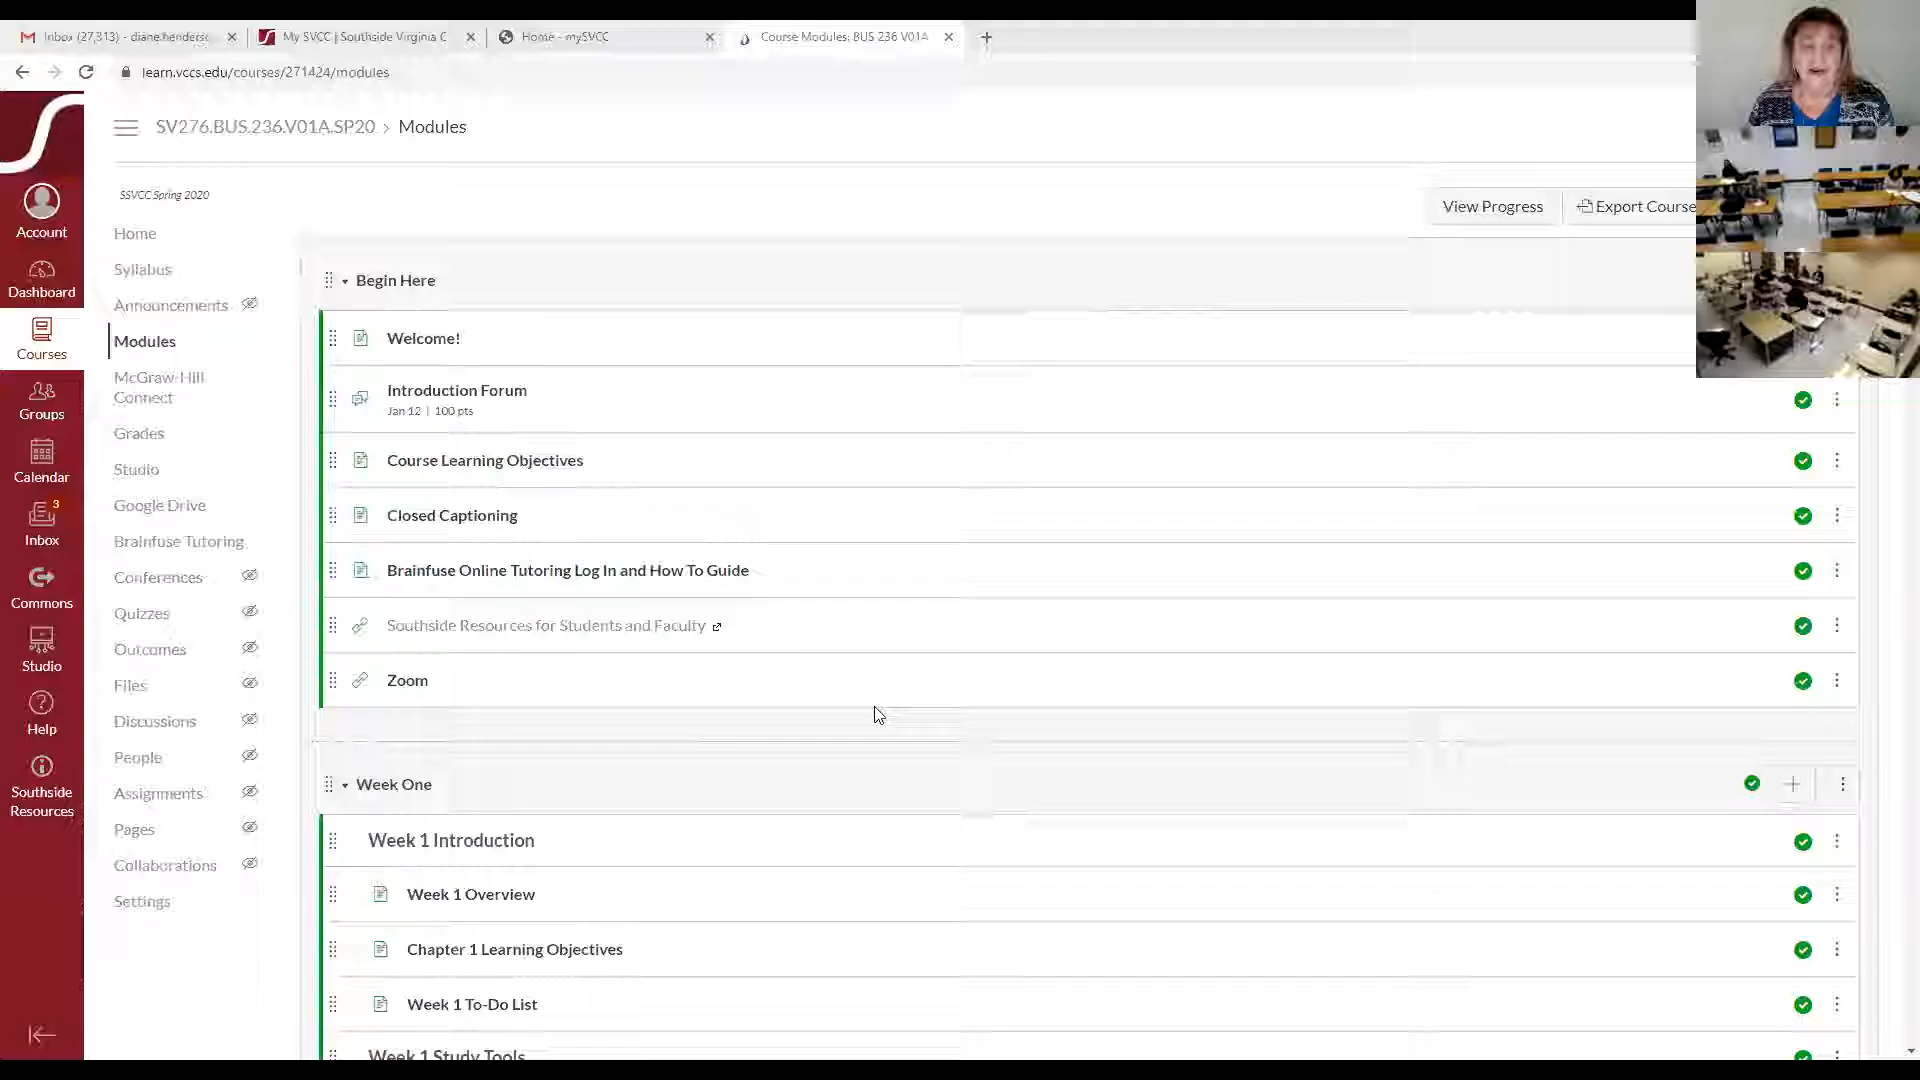 Inbox (27,313) - diane.henders
My SVCC | Southside Virginia C
Home - mySVCC
Course Modules: BUS 236 V01A
learn.vccs.edu/courses/271424/modules
SV276.BUS.236.V01A.SP20 › Modules
SSVCC Spring 2020
View Progress
Export Course
Account
Dashboard
Courses
Groups
Calendar
3
Inbox
Commons
Studio
Help
Southside
Resources
Home
Syllabus
Announcements
Modules
McGraw-Hill
Connect
Grades
Studio
Google Drive
Brainfuse Tutoring
Conferences
Quizzes
Outcomes
Files
Discussions
People
Assignments
Pages
Collaborations
Settings
Begin Here
Welcome!
Introduction Forum
Jan 12 | 100 pts
Course Learning Objectives
Closed Captioning
Brainfuse Online Tutoring Log In and How To Guide
Southside Resources for Students and Faculty
Zoom
Week One
Week 1 Introduction
Week 1 Overview
Chapter 1 Learning Objectives
Week 1 To-Do List
Week 1 Study Tools